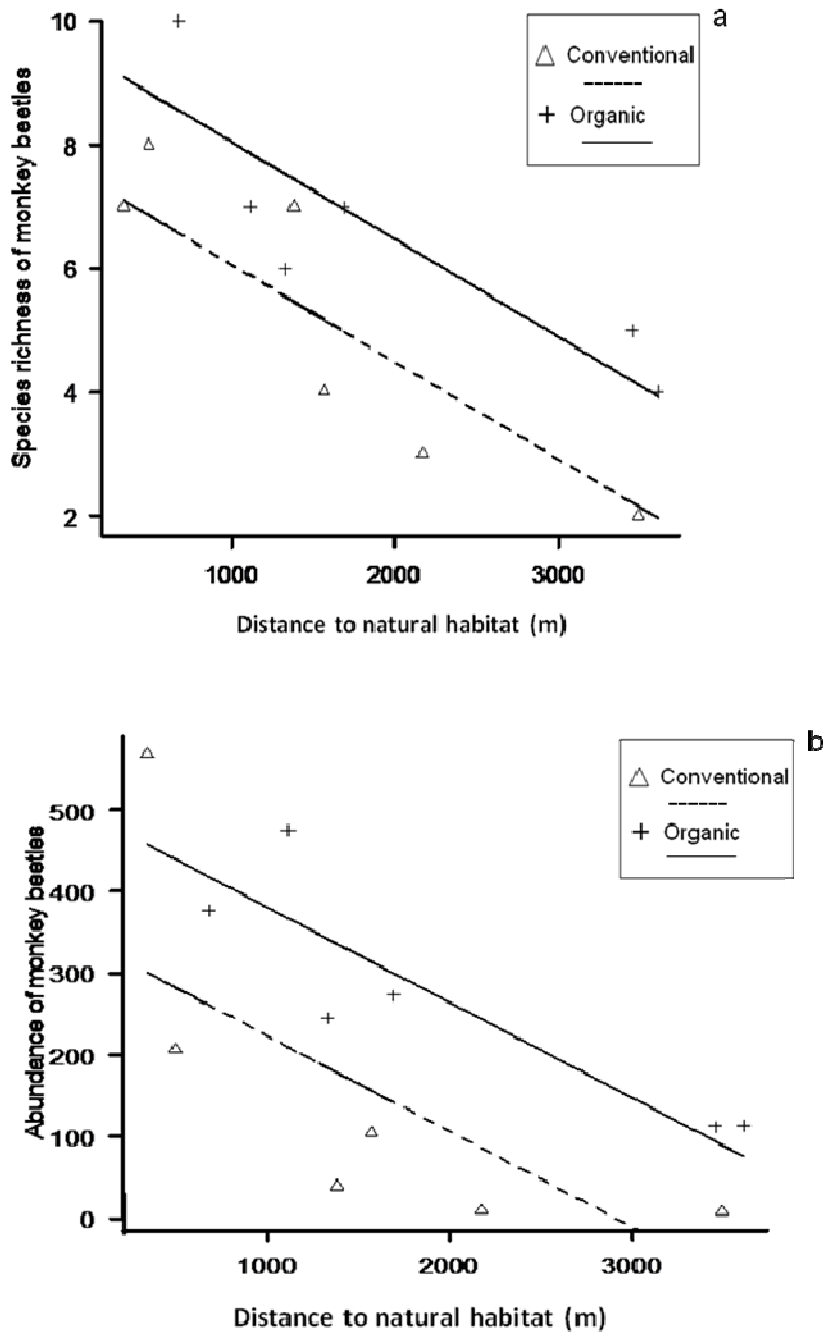 a
Conventional
Organic
Species richness of monkey beetles
10
8
6
4
2
1000 2000 3000
Distance to natural habitat (m)
b
Conventional
Organic
Abundance of monkey beetles
500
400
300
200
100
0
1000 2000 3000
Distance to natural habitat (m)